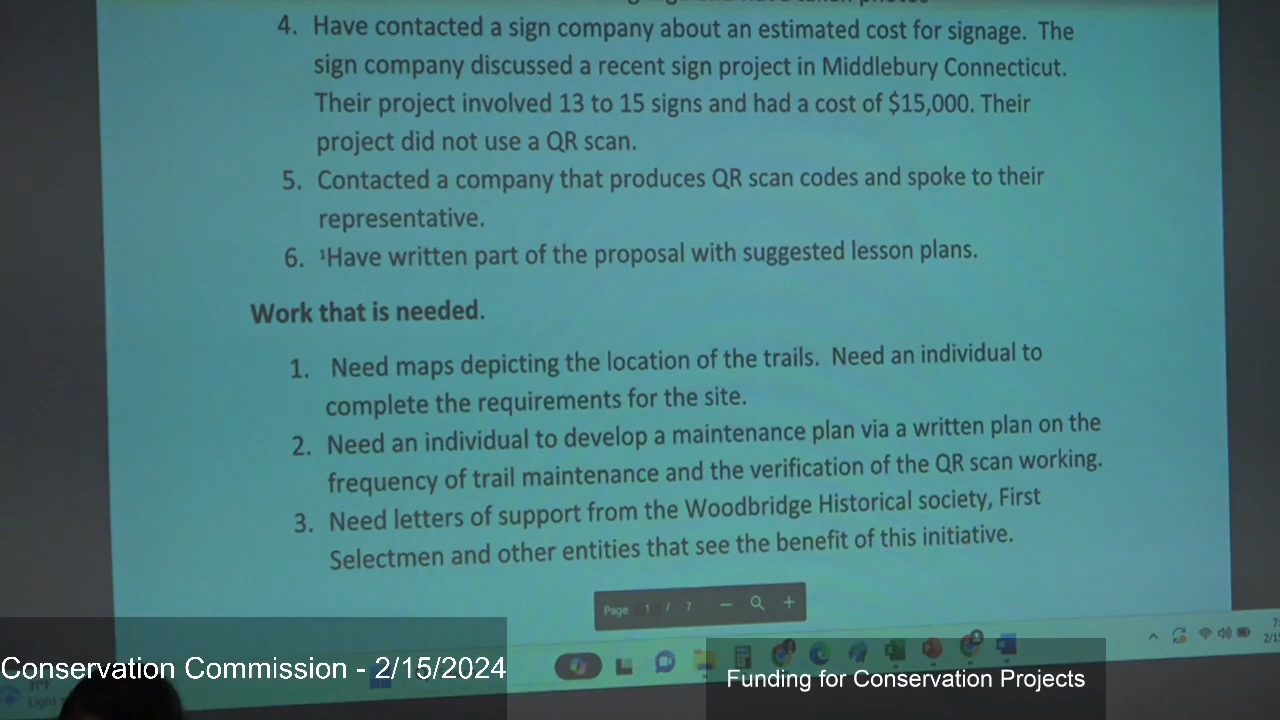 4. Have contacted a sign company about an estimated cost for signage. The
sign company discussed a recent sign project in Middlebury Connecticut.
Their project involved 13 to 15 signs and had a cost of $15,000. Their
project did not use a QR scan.
5. Contacted a company that produces QR scan codes and spoke to their
representative.
6. ¹Have written part of the proposal with suggested lesson plans.
Work that is needed.
1. Need maps depicting the location of the trails. Need an individual to
complete the requirements for the site.
2. Need an individual to develop a maintenance plan via a written plan on the
frequency of trail maintenance and the verification of the QR scan working.
3. Need letters of support from the Woodbridge Historical society, First
Selectmen and other entities that see the benefit of this initiative.
Page 1 / 7 − +
Conservation Commission - 2/15/2024
Funding for Conservation Projects